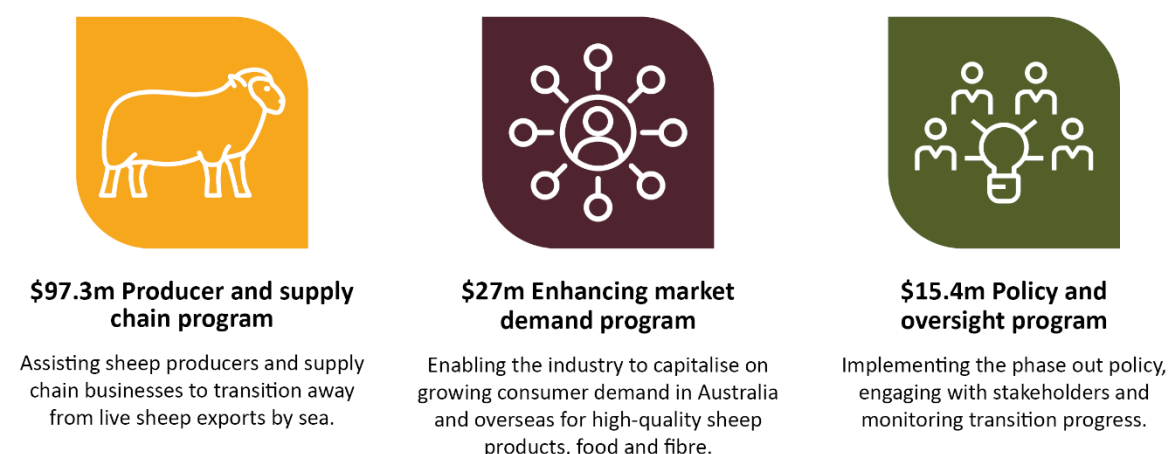 $97.3m Producer and supply
chain program
Assisting sheep producers and supply
chain businesses to transition away
from live sheep exports by sea.
$27m Enhancing market
demand program
Enabling the industry to capitalise on
growing consumer demand in Australia
and overseas for high-quality sheep
products, food and fibre.
$15.4m Policy and
oversight program
Implementing the phase out policy,
engaging with stakeholders and
monitoring transition progress.